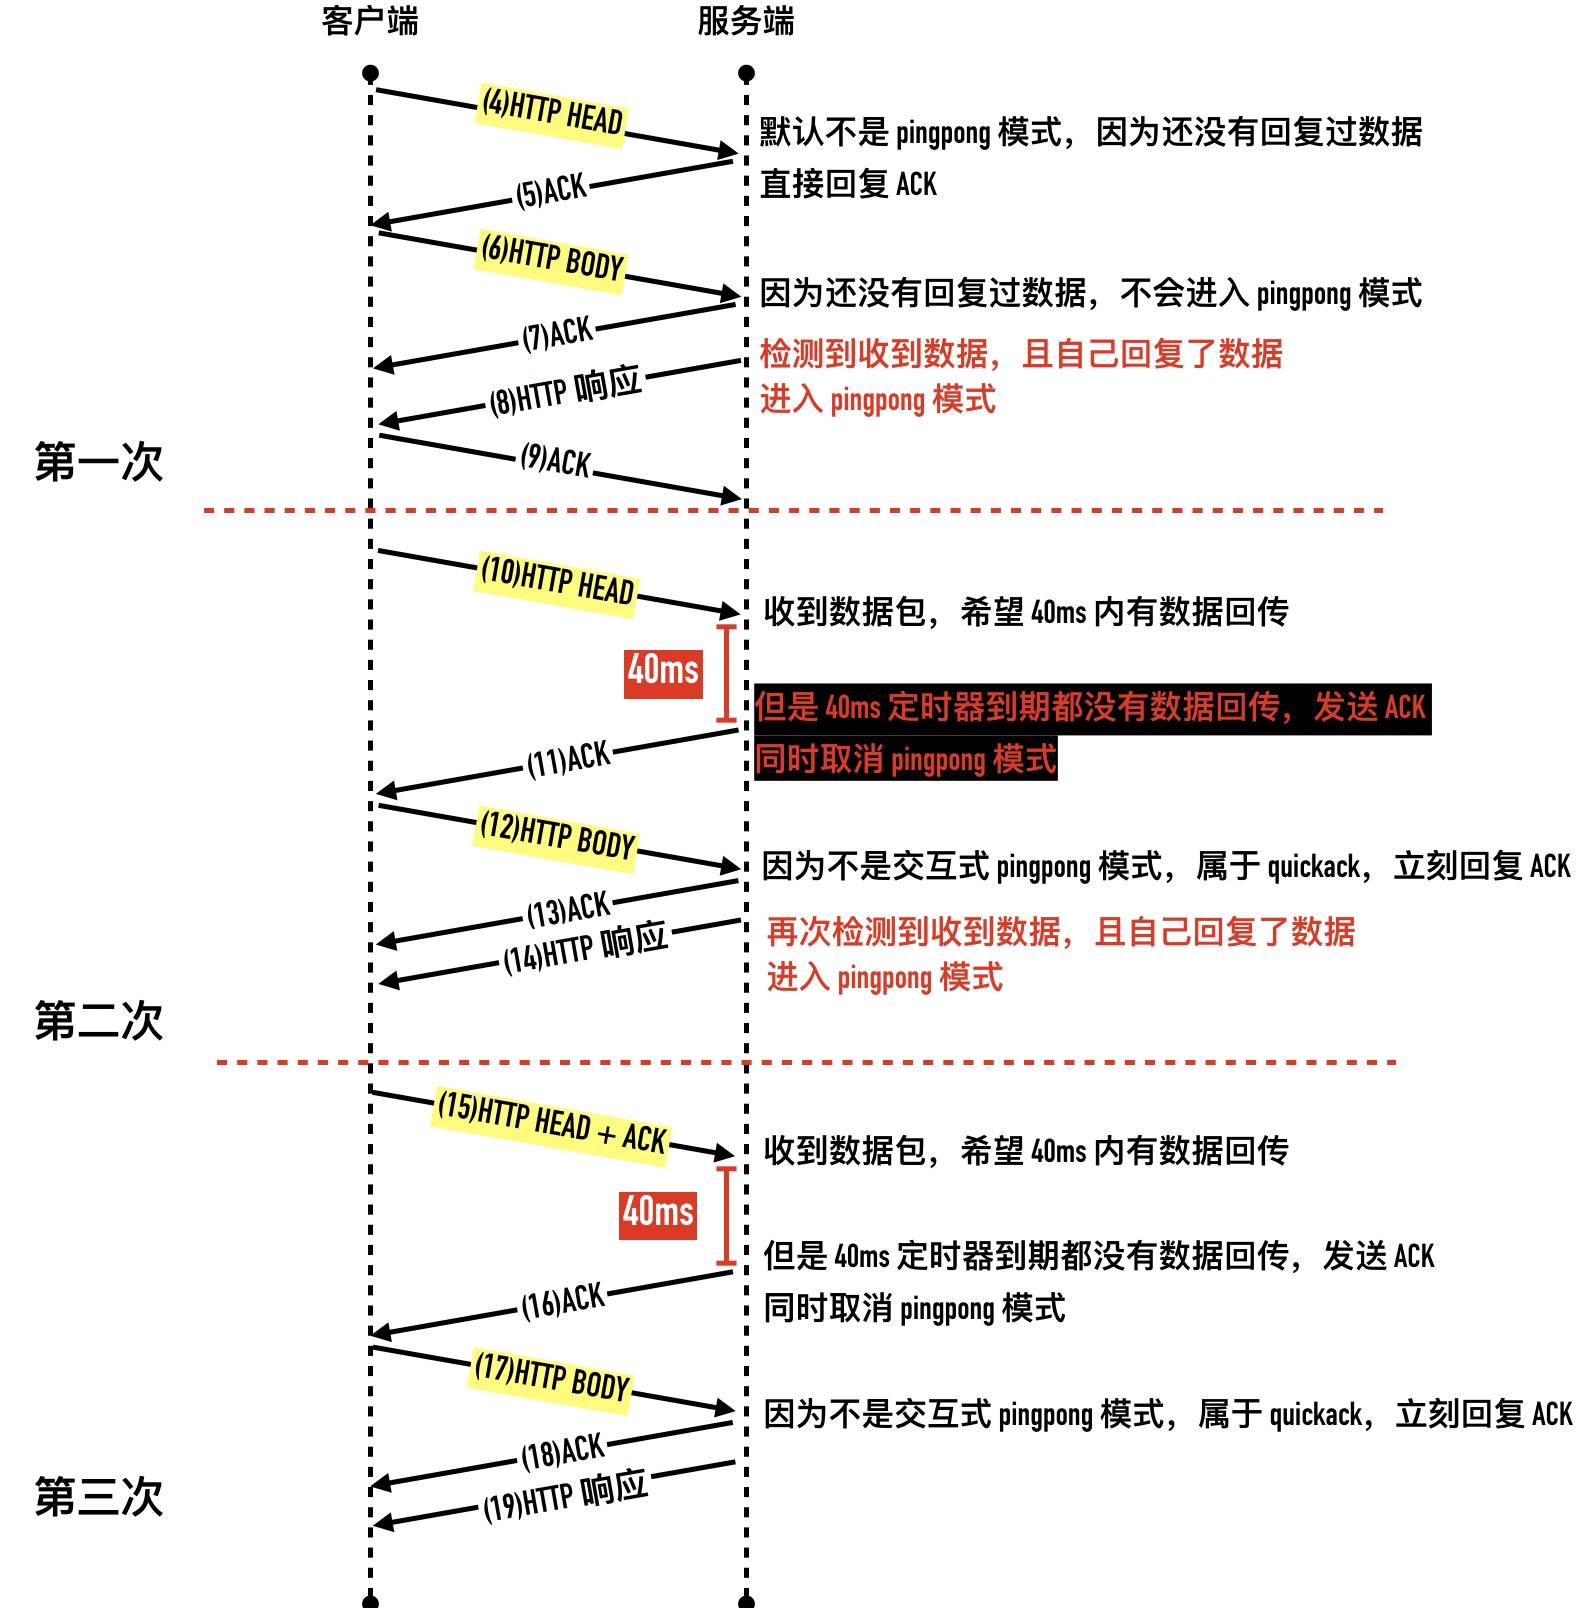 客户端
服务端
(4)HTTP HEAD
默认不是 pingpong 模式，因为还没有回复过数据
直接回复 ACK
(5)ACK
(6)HTTP BODY
因为还没有回复过数据，不会进入 pingpong 模式
(7)ACK
检测到收到数据，且自己回复了数据
进入 pingpong 模式
(8)HTTP 响应
(9)ACK
第一次
(10)HTTP HEAD
收到数据包，希望 40ms 内有数据回传
40ms
但是 40ms 定时器到期都没有数据回传，发送 ACK
同时取消 pingpong 模式
(11)ACK
(12)HTTP BODY
因为不是交互式 pingpong 模式，属于 quickack，立刻回复 ACK
(13)ACK
再次检测到收到数据，且自己回复了数据
进入 pingpong 模式
(14)HTTP 响应
第二次
(15)HTTP HEAD + ACK
收到数据包，希望 40ms 内有数据回传
40ms
但是 40ms 定时器到期都没有数据回传，发送 ACK
同时取消 pingpong 模式
(16)ACK
(17)HTTP BODY
因为不是交互式 pingpong 模式，属于 quickack，立刻回复 ACK
(18)ACK
(19)HTTP 响应
第三次